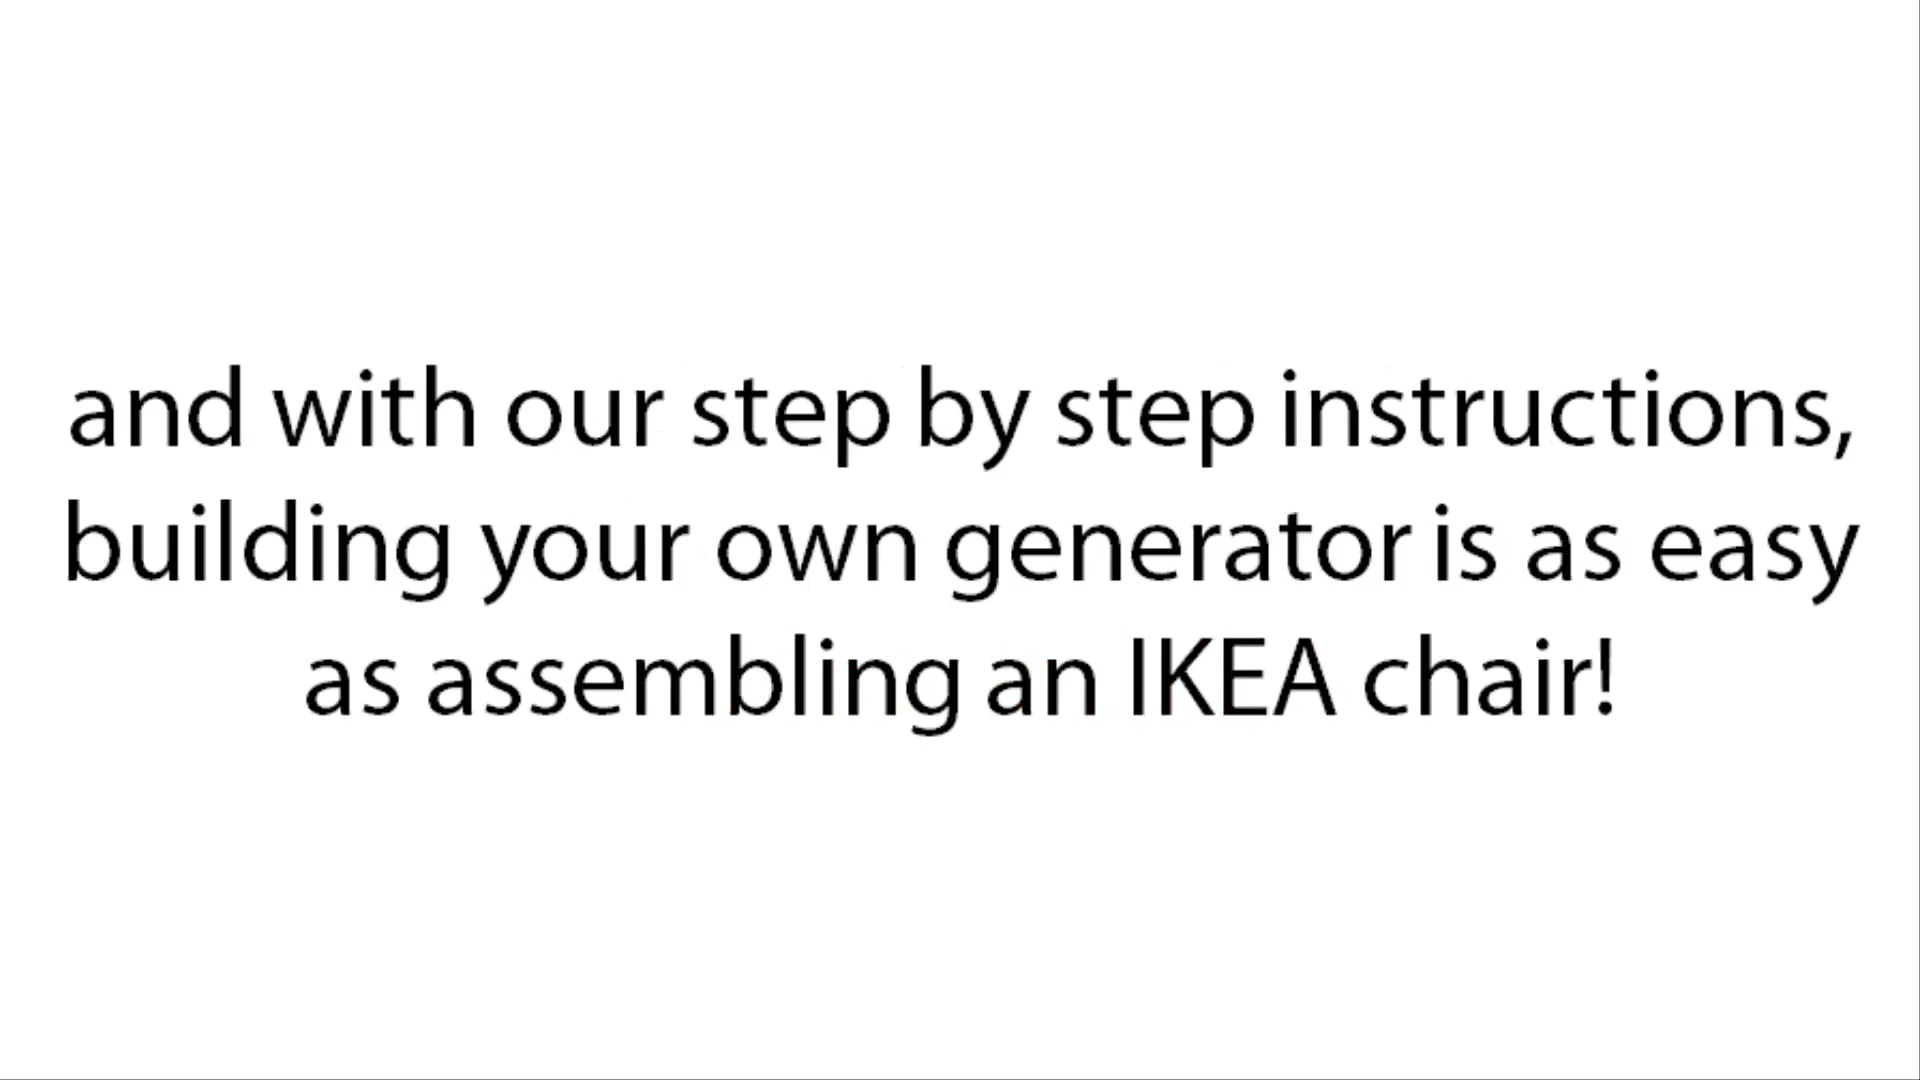 and with our step by step instructions,
building your own generator is as easy
as assembling an IKEA chair!